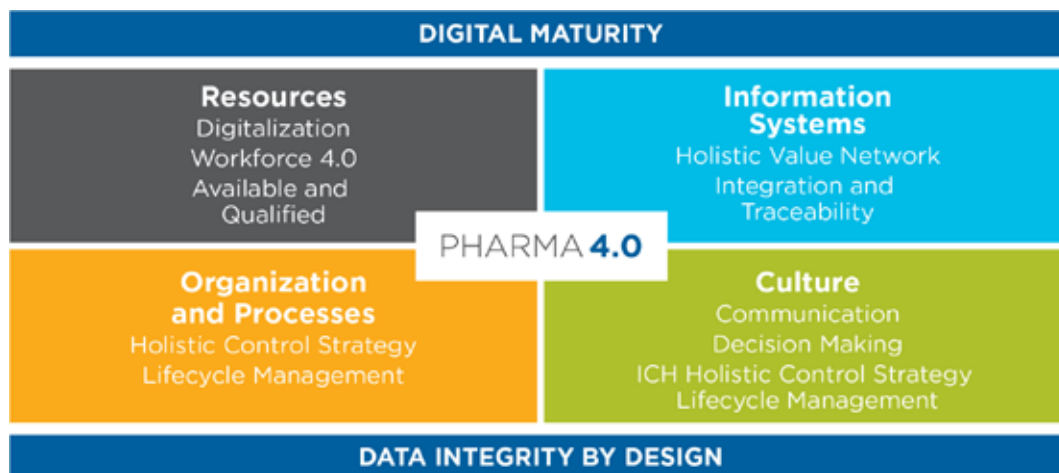 DIGITAL MATURITY
Resources
Digitalization
Workforce 4.0
Available and
Qualified
Information
Systems
Holistic Value Network
Integration and
Traceability
PHARMA 4.0
Organization
and Processes
Holistic Control Strategy
Lifecycle Management
Culture
Communication
Decision Making
ICH Holistic Control Strategy
Lifecycle Management
DATA INTEGRITY BY DESIGN